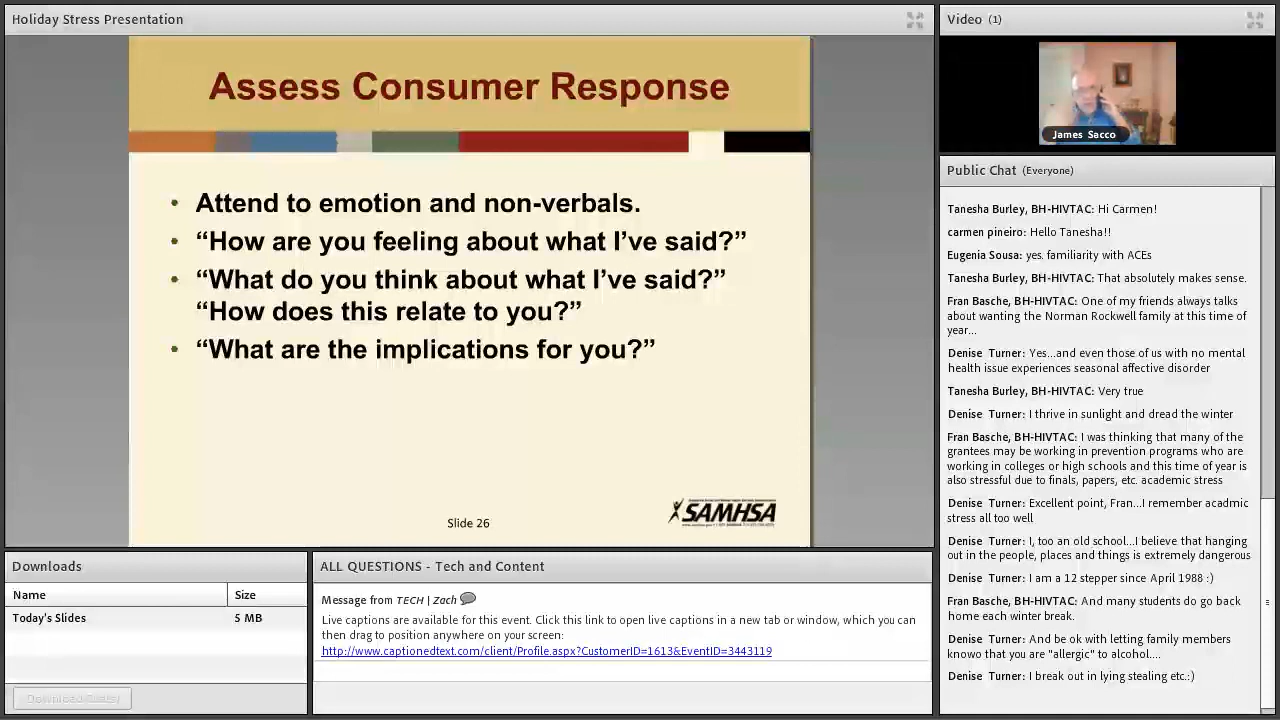 Holiday Stress Presentation
Assess Consumer Response
• Attend to emotion and non-verbals.
• “How are you feeling about what I’ve said?”
• “What do you think about what I’ve said?”
“How does this relate to you?”
• “What are the implications for you?”
Slide 26
SAMHSA
Video (1)
James Sacco
Public Chat (Everyone)
Tanesha Burley, BH-HIVTAC: Hi Carmen!
carmen pineiro: Hello Tanesha!!
Eugenia Sousa: yes. familiarity with ACEs
Tanesha Burley, BH-HIVTAC: That absolutely makes sense.
Fran Basche, BH-HIVTAC: One of my friends always talks
about wanting the Norman Rockwell family at this time of
year...
Denise Turner: Yes...and even those of us with no mental
health issue experiences seasonal affective disorder
Tanesha Burley, BH-HIVTAC: Very true
Denise Turner: I thrive in sunlight and dread the winter
Fran Basche, BH-HIVTAC: I was thinking that many of the
grantees may be working in prevention programs who are
working in colleges or high schools and this time of year is
also stressful due to finals, papers, etc. academic stress
Denise Turner: Excellent point, Fran...I remember acadmic
stress all too well
Denise Turner: I, too an old school...I believe that hanging
out in the people, places and things is extremely dangerous
Denise Turner: I am a 12 stepper since April 1988 :)
Fran Basche, BH-HIVTAC: And many students do go back
home each winter break.
Denise Turner: And be ok with letting family members
knowo that you are "allergic" to alcohol....
Denise Turner: I break out in lying stealing etc.:)
Downloads
Name Size
Today's Slides 5 MB
ALL QUESTIONS - Tech and Content
Message from TECH | Zach
Live captions are available for this event. Click this link to open live captions in a new tab or window, which you can
then drag to position anywhere on your screen:
http://www.captionedtext.com/client/Profile.aspx?CustomerID=1613&EventID=3443119